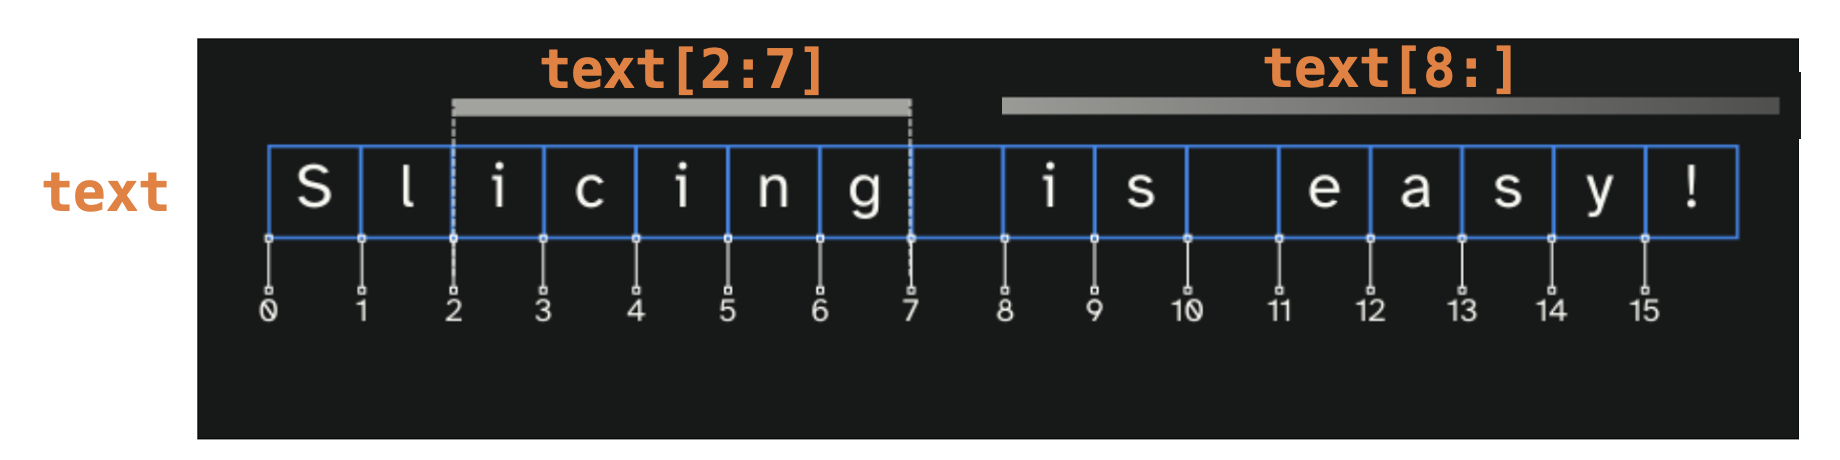 text[2:7] text[8:]
text S l i c i n g i s e a s y !
0 1 2 3 4 5 6 7 8 9 10 11 12 13 14 15